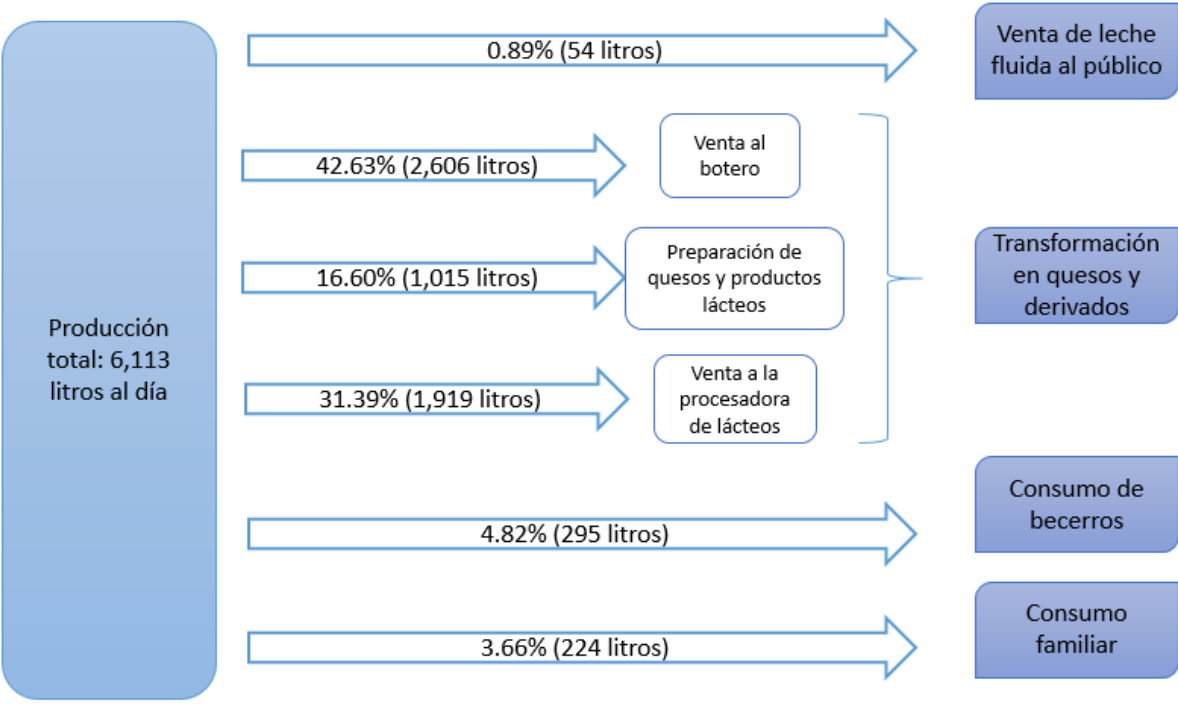 Producción
total: 6,113
litros al día
0.89% (54 litros)
Venta de leche
fluida al público
42.63% (2,606 litros)
Venta al
botero
16.60% (1,015 litros)
Preparación de
quesos y productos
lácteos
31.39% (1,919 litros)
Venta a la
procesadora
de lácteos
Transformación
en quesos y
derivados
4.82% (295 litros)
Consumo de
becerros
3.66% (224 litros)
Consumo
familiar